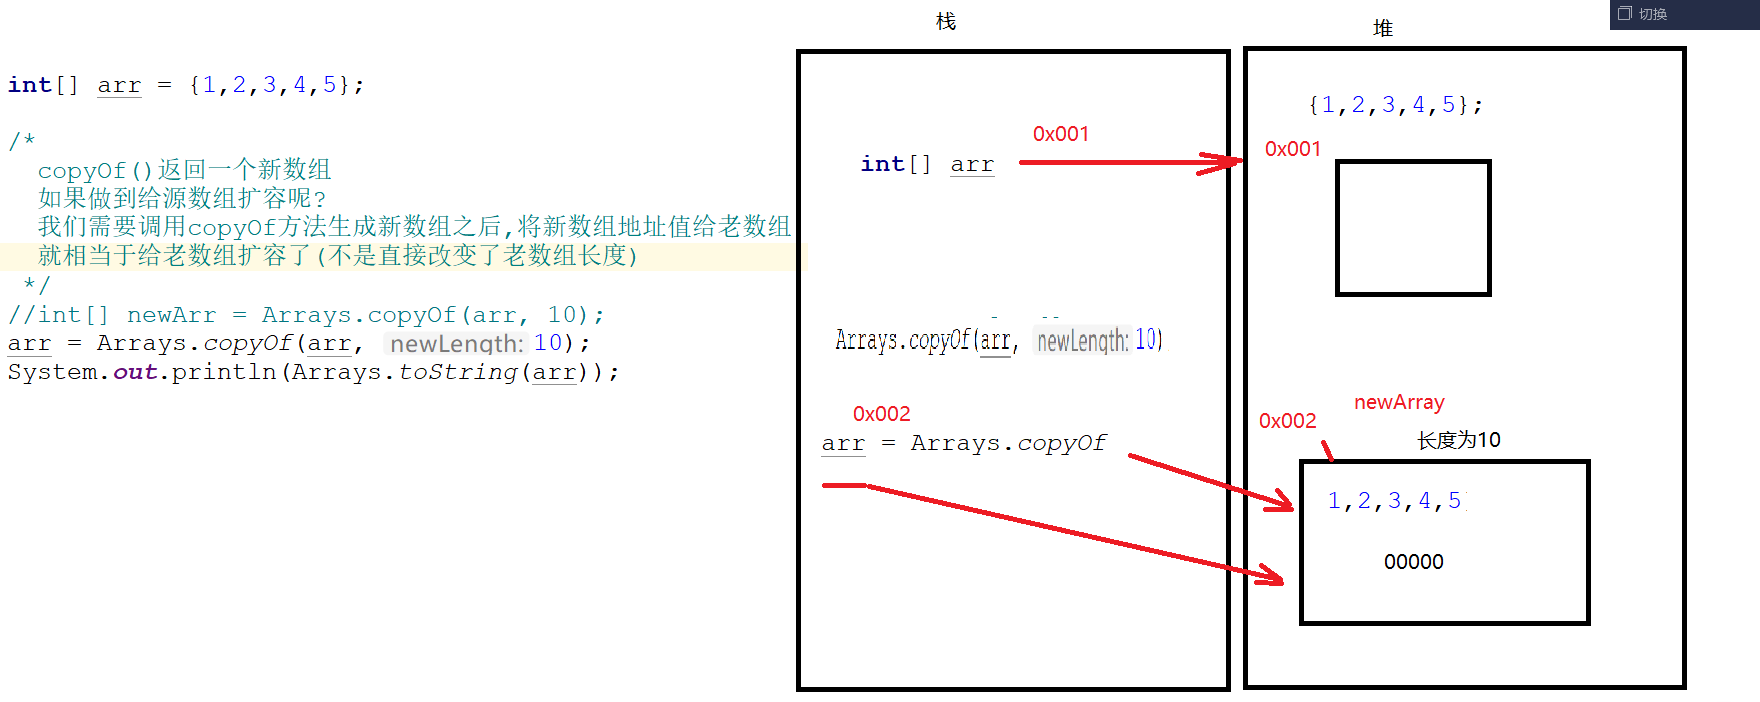 切换
栈
堆
int[] arr = {1,2,3,4,5};
/*
copyOf()返回一个新数组
如果做到给源数组扩容呢?
我们需要调用copyOf方法生成新数组之后,将新数组地址值给老数组
就相当于给老数组扩容了(不是直接改变了老数组长度)
*/
//int[] newArr = Arrays.copyOf(arr, 10);
arr = Arrays.copyOf(arr, newLength: 10);
System.out.println(Arrays.toString(arr));
int[] arr
0x001
Arrays.copyOf(arr, newLength: 10)
0x002
arr = Arrays.copyOf
{1,2,3,4,5};
0x001
newArray
0x002
长度为10
1,2,3,4,5
00000